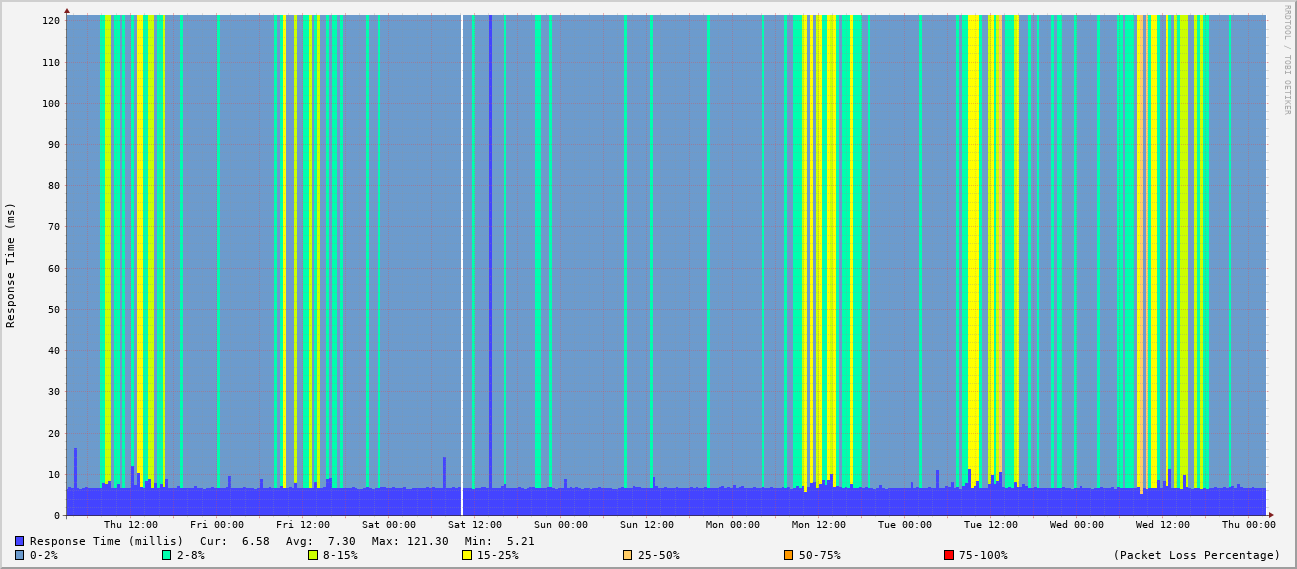 RRDTOOL / TOBI OETIKER
Response Time (ms)
120
110
100
90
80
70
60
50
40
30
20
10
0
Thu 12:00 Fri 00:00 Fri 12:00 Sat 00:00 Sat 12:00 Sun 00:00 Sun 12:00 Mon 00:00 Mon 12:00 Tue 00:00 Tue 12:00 Wed 00:00 Wed 12:00 Thu 00:00
Response Time (millis) Cur: 6.58 Avg: 7.30 Max: 121.30 Min: 5.21
0-2% 2-8% 8-15% 15-25% 25-50% 50-75% 75-100% (Packet Loss Percentage)